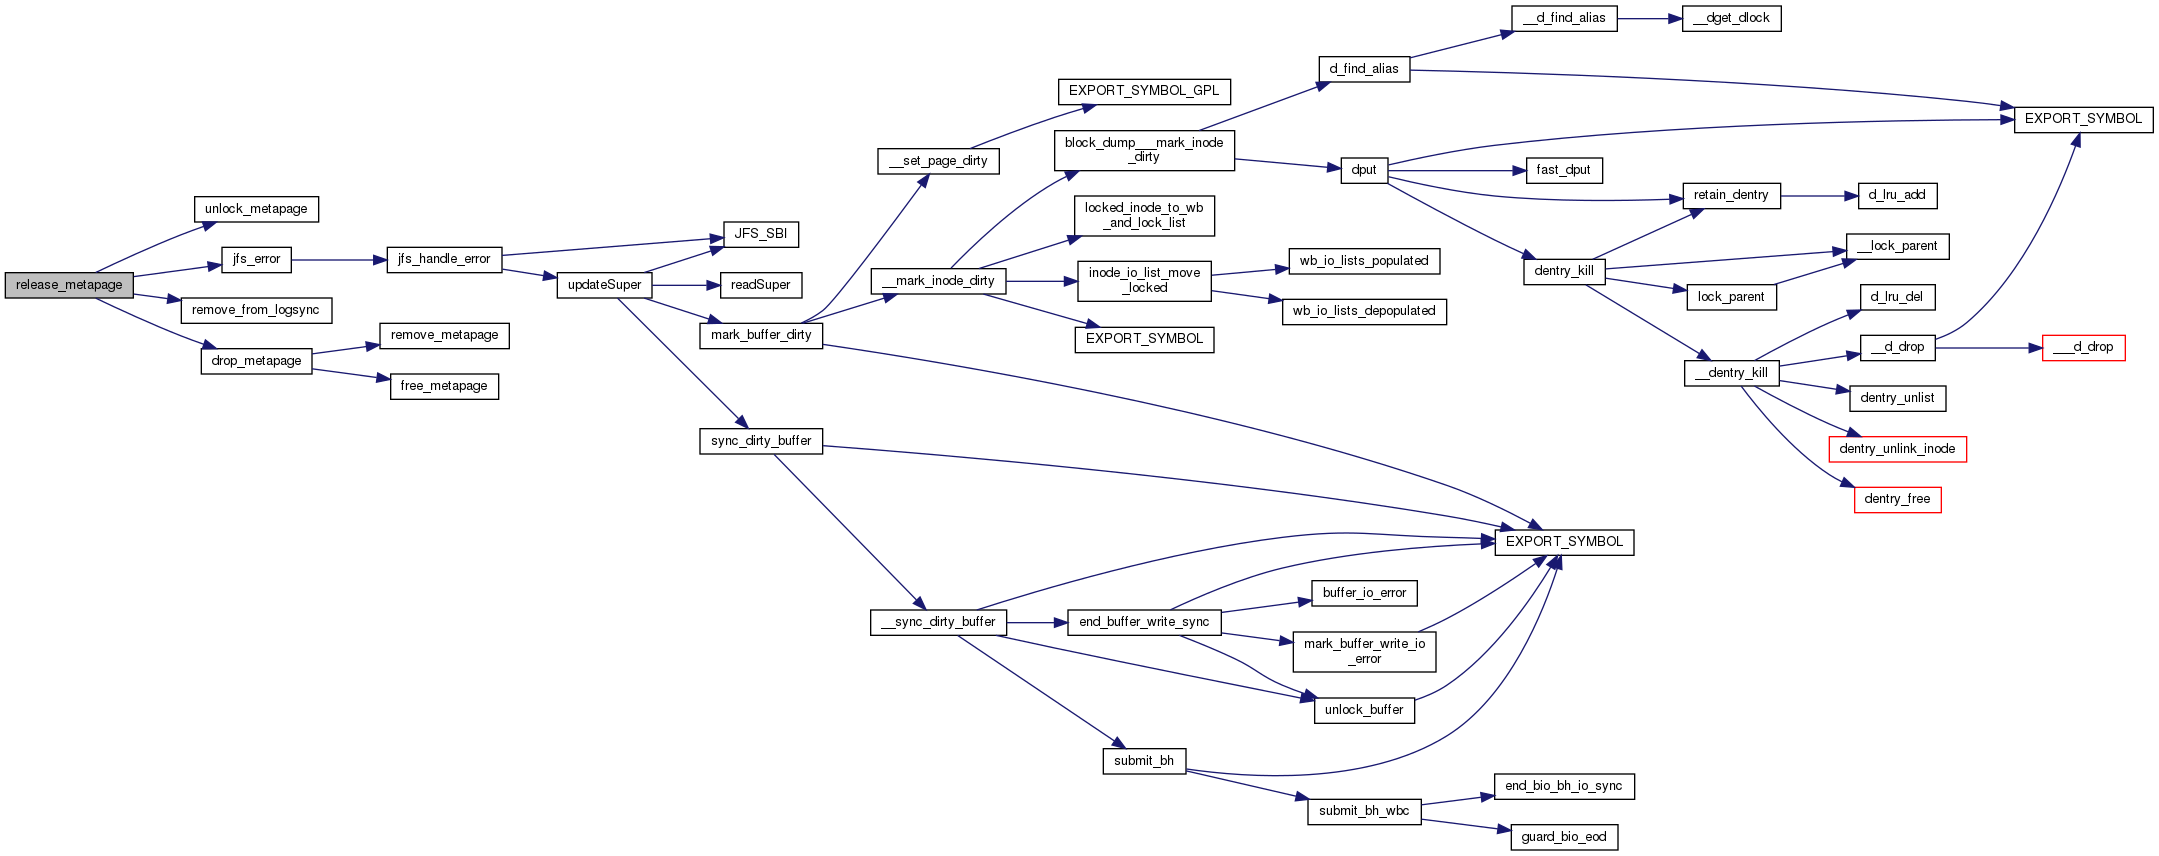 release_metapage
unlock_metapage
jfs_error
remove_from_logsync
drop_metapage
jfs_handle_error
remove_metapage
free_metapage
updateSuper
JFS_SBI
readSuper
mark_buffer_dirty
sync_dirty_buffer
__set_page_dirty
__mark_inode_dirty
__sync_dirty_buffer
EXPORT_SYMBOL_GPL
block_dump___mark_inode
_dirty
locked_inode_to_wb
_and_lock_list
inode_io_list_move
_locked
EXPORT_SYMBOL
end_buffer_write_sync
submit_bh
d_find_alias
dput
wb_io_lists_populated
wb_io_lists_depopulated
buffer_io_error
mark_buffer_write_io
_error
unlock_buffer
submit_bh_wbc
__d_find_alias
fast_dput
dentry_kill
EXPORT_SYMBOL
end_bio_bh_io_sync
guard_bio_eod
__dget_dlock
retain_dentry
lock_parent
__dentry_kill
d_lru_add
__lock_parent
d_lru_del
__d_drop
dentry_unlist
dentry_unlink_inode
dentry_free
EXPORT_SYMBOL
___d_drop